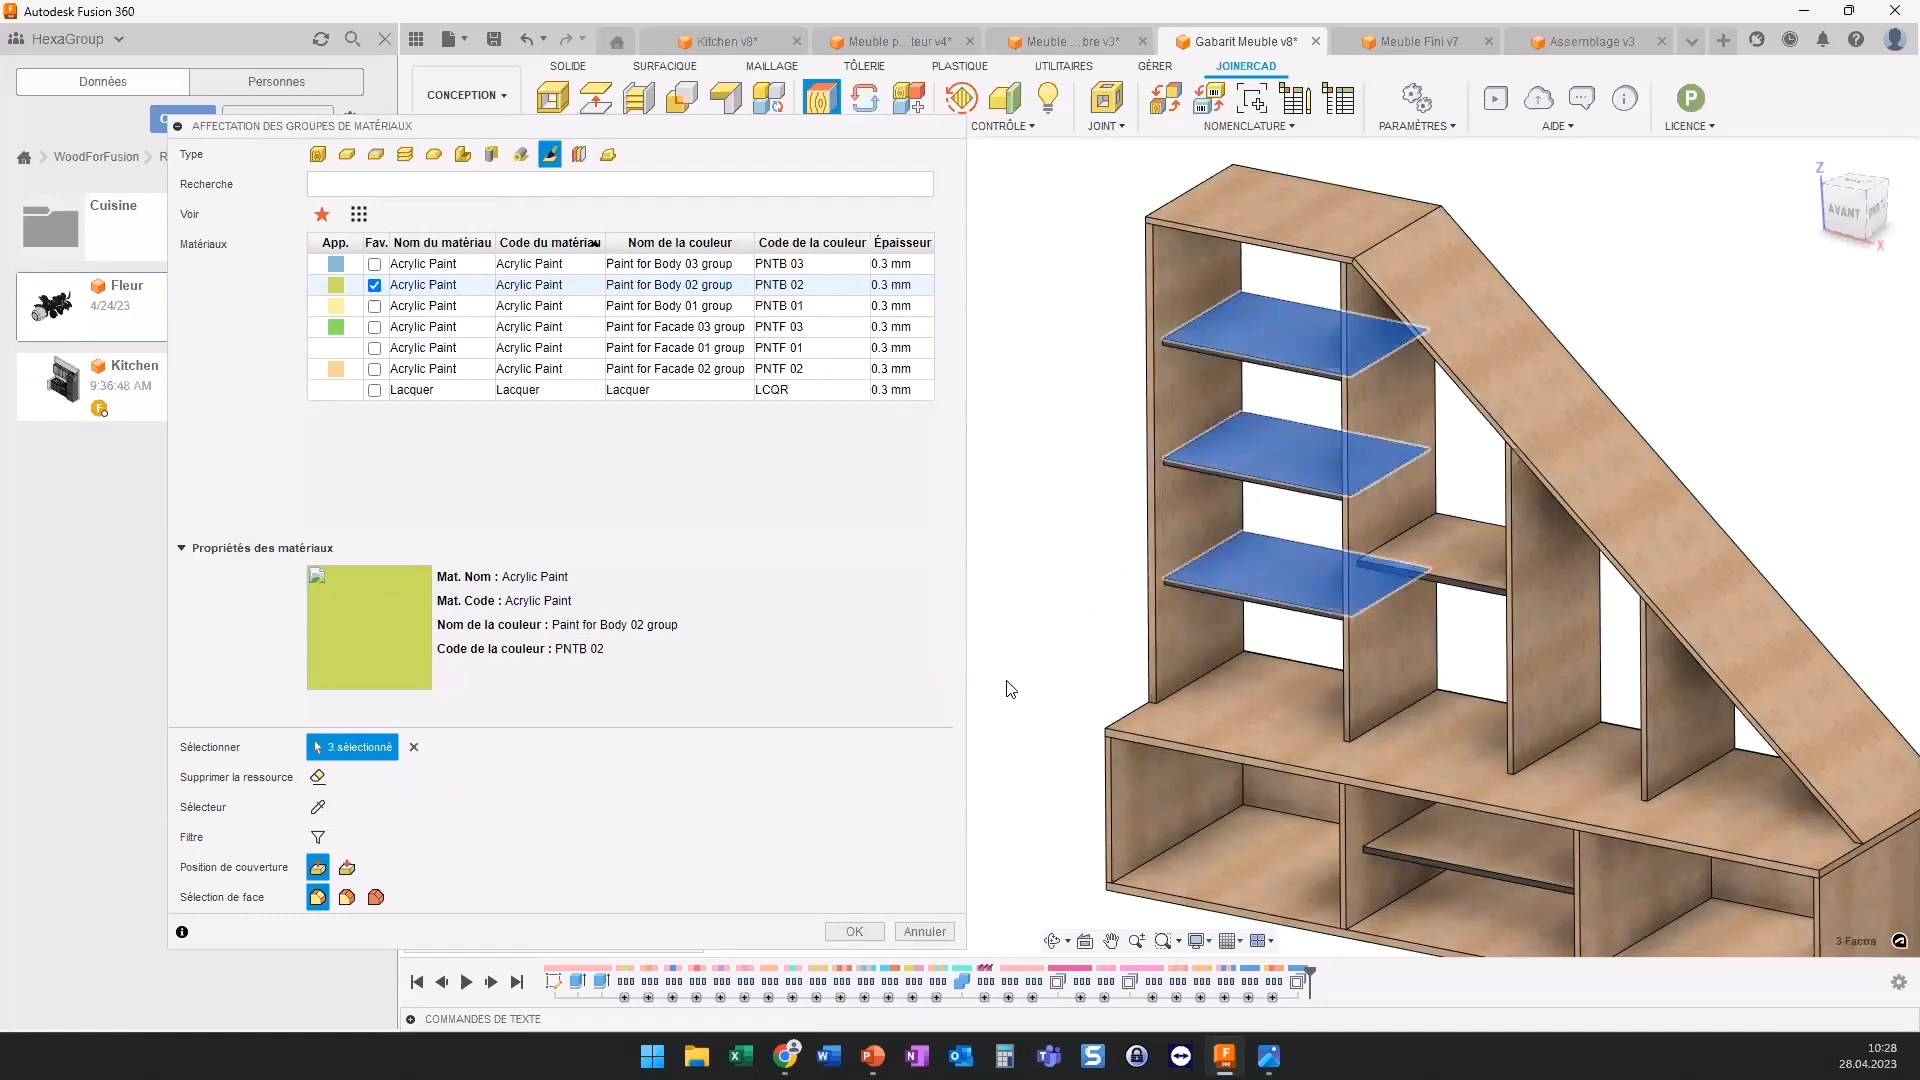 Autodesk Fusion 360
HexaGroup
Kitchen v8*
Meuble p...teur v4*
Meuble ...bre v3*
Gabarit Meuble v8*
Meuble Fini v7
Assemblage v3
Données
Personnes
CONCEPTION
SOLIDE
SURFACIQUE
MAILLAGE
TÔLERIE
PLASTIQUE
UTILITAIRES
GÉRER
JOINERCAD
CONTRÔLE
JOINT
NOMENCLATURE
PARAMÈTRES
AIDE
LICENCE
WoodForFusion
R
Cuisine
Fleur
4/24/23
Kitchen
9:36:48 AM
AFFECTATION DES GROUPES DE MATÉRIAUX
Type
Recherche
Voir
Matériaux
App. Fav. Nom du matériau Code du matériau Nom de la couleur Code de la couleur Épaisseur
Acrylic Paint Acrylic Paint Paint for Body 03 group PNTB 03 0.3 mm
Acrylic Paint Acrylic Paint Paint for Body 02 group PNTB 02 0.3 mm
Acrylic Paint Acrylic Paint Paint for Body 01 group PNTB 01 0.3 mm
Acrylic Paint Acrylic Paint Paint for Facade 03 group PNTF 03 0.3 mm
Acrylic Paint Acrylic Paint Paint for Facade 01 group PNTF 01 0.3 mm
Acrylic Paint Acrylic Paint Paint for Facade 02 group PNTF 02 0.3 mm
Lacquer Lacquer Lacquer LCQR 0.3 mm
Propriétés des matériaux
Mat. Nom : Acrylic Paint
Mat. Code : Acrylic Paint
Nom de la couleur : Paint for Body 02 group
Code de la couleur : PNTB 02
Sélectionner
3 sélectionné
Supprimer la ressource
Sélecteur
Filtre
Position de couverture
Sélection de face
OK
Annuler
Z
AVANT
X
3 Faces
COMMANDES DE TEXTE
10:28
28.04.2023